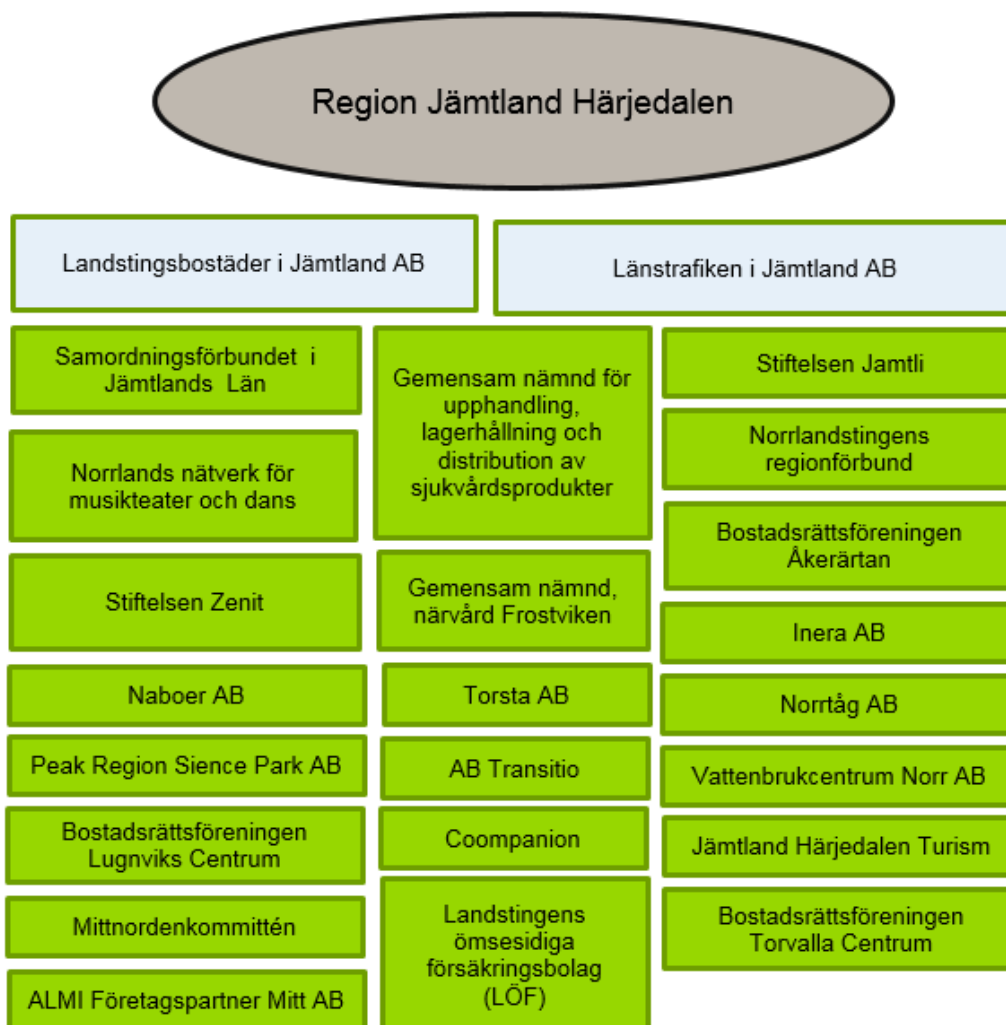 Region Jämtland Härjedalen
Landstingsbostäder i Jämtland AB
Länstrafiken i Jämtland AB
Samordningsförbundet i
Jämtlands Län
Norrlands nätverk för
musikteater och dans
Stiftelsen Zenit
Naboer AB
Peak Region Sience Park AB
Bostadsrättsföreningen
Lugnviks Centrum
Mittnordenkommittén
ALMI Företagspartner Mitt AB
Gemensam nämnd för
upphandling,
lagerhållning och
distribution av
sjukvårdsprodukter
Gemensam nämnd,
närvård Frostviken
Torsta AB
AB Transitio
Coompanion
Landstingens
ömsesidiga
försäkringsbolag
(LÖF)
Stiftelsen Jamtli
Norrlandstingens
regionförbund
Bostadsrättsföreningen
Åkerärtan
Inera AB
Norrtåg AB
Vattenbrukcentrum Norr AB
Jämtland Härjedalen Turism
Bostadsrättsföreningen
Torvalla Centrum